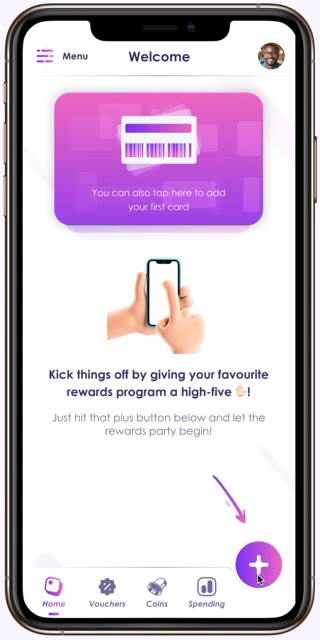 Menu
Welcome
You can also tap here to add
your first card
Kick things off by giving your favourite
rewards program a high-five ✋🏻!
Just hit that plus button below and let the
rewards party begin!
Home
Vouchers
Coins
Spending